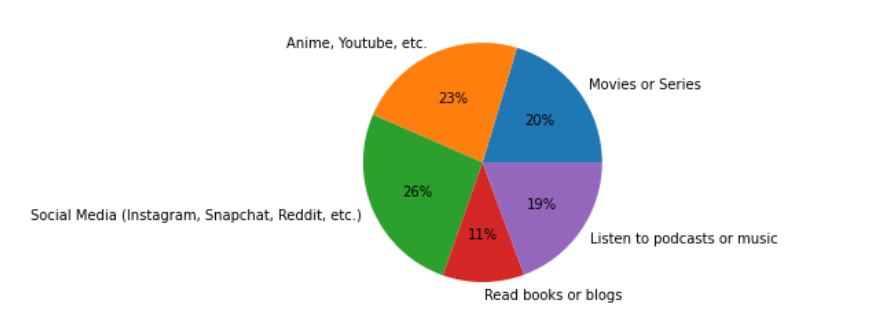 Anime, Youtube, etc.
Movies or Series
23%
20%
26%
19%
Social Media (Instagram, Snapchat, Reddit, etc.)
11%
Listen to podcasts or music
Read books or blogs